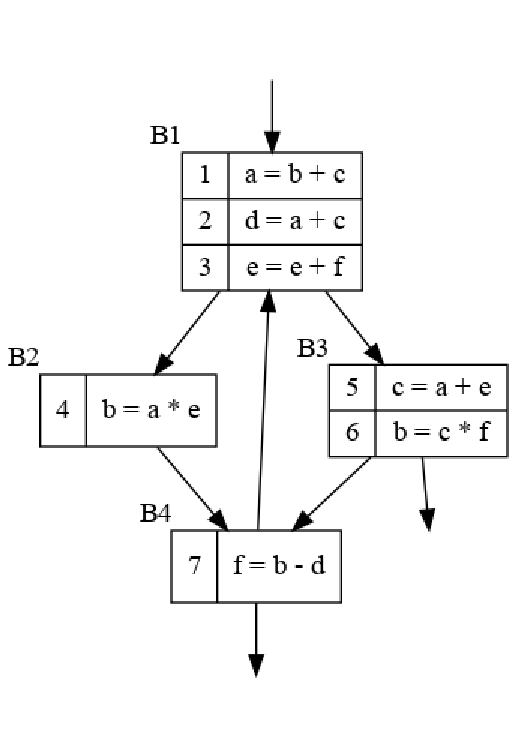 B1
1 a = b + c
2 d = a + c
3 e = e + f
B2
4 b = a * e
B3
5 c = a + e
6 b = c * f
B4
7 f = b - d